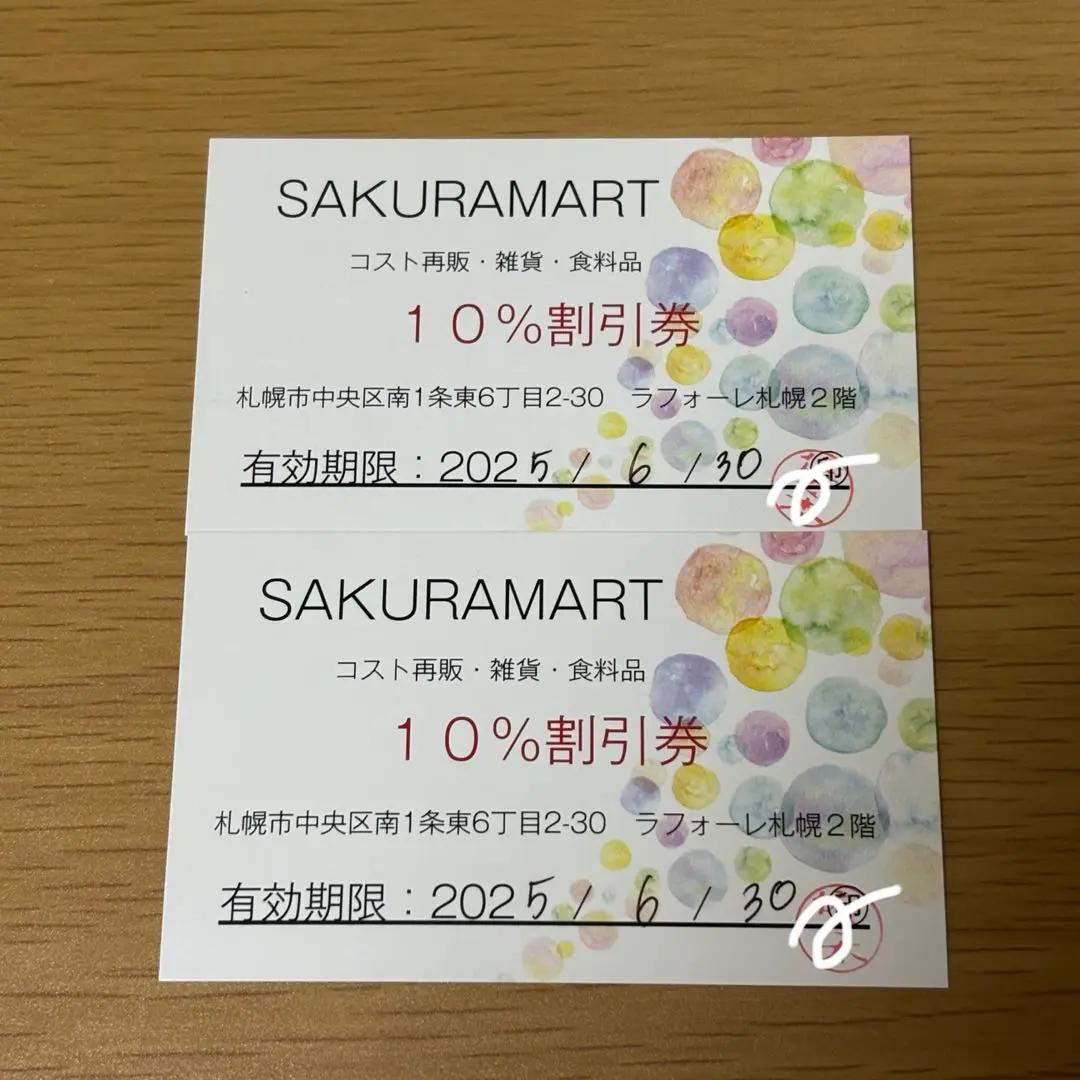 SAKURAMART
コスト再販・雑貨・食料品
１０％割引券
札幌市中央区南1条東6丁目2-30　ラフォーレ札幌２階
有効期限：2025/6/30 ㊞
SAKURAMART
コスト再販・雑貨・食料品
１０％割引券
札幌市中央区南1条東6丁目2-30　ラフォーレ札幌２階
有効期限：2025/6/30 ㊞